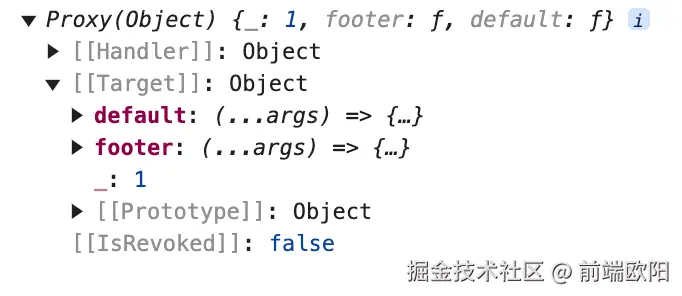 ▼ Proxy(Object) {_: 1, footer: ƒ, default: ƒ} i
▶ [[Handler]]: Object
▼ [[Target]]: Object
▶ default: (...args) => {…}
▶ footer: (...args) => {…}
_: 1
▶ [[Prototype]]: Object
[[IsRevoked]]: false
掘金技术社区 @ 前端欧阳